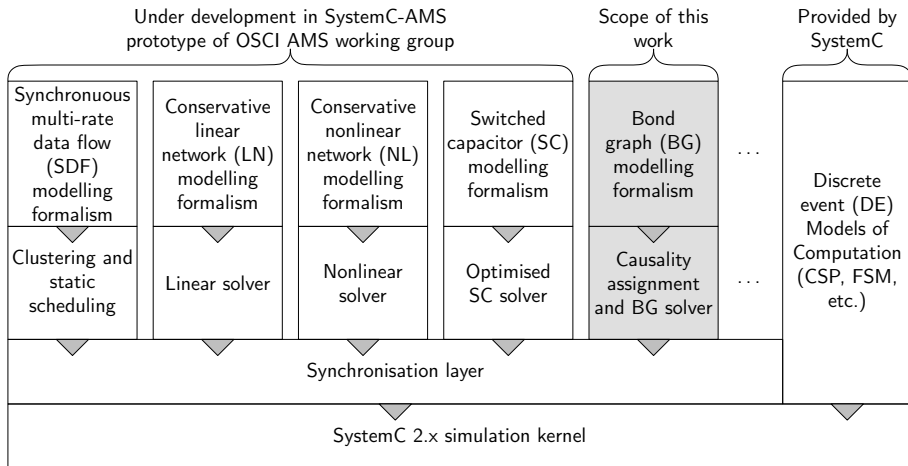 Under development in SystemC-AMS
prototype of OSCI AMS working group
Scope of this
work
Provided by
SystemC
Synchronuous
multi-rate
data flow
(SDF)
modelling
formalism
Conservative
linear
network (LN)
modelling
formalism
Conservative
nonlinear
network (NL)
modelling
formalism
Switched
capacitor (SC)
modelling
formalism
Bond
graph (BG)
modelling
formalism
...
Discrete
event (DE)
Models of
Computation
(CSP, FSM,
etc.)
Clustering and
static
scheduling
Linear solver
Nonlinear
solver
Optimised
SC solver
Causality
assignment
and BG solver
...
Synchronisation layer
SystemC 2.x simulation kernel